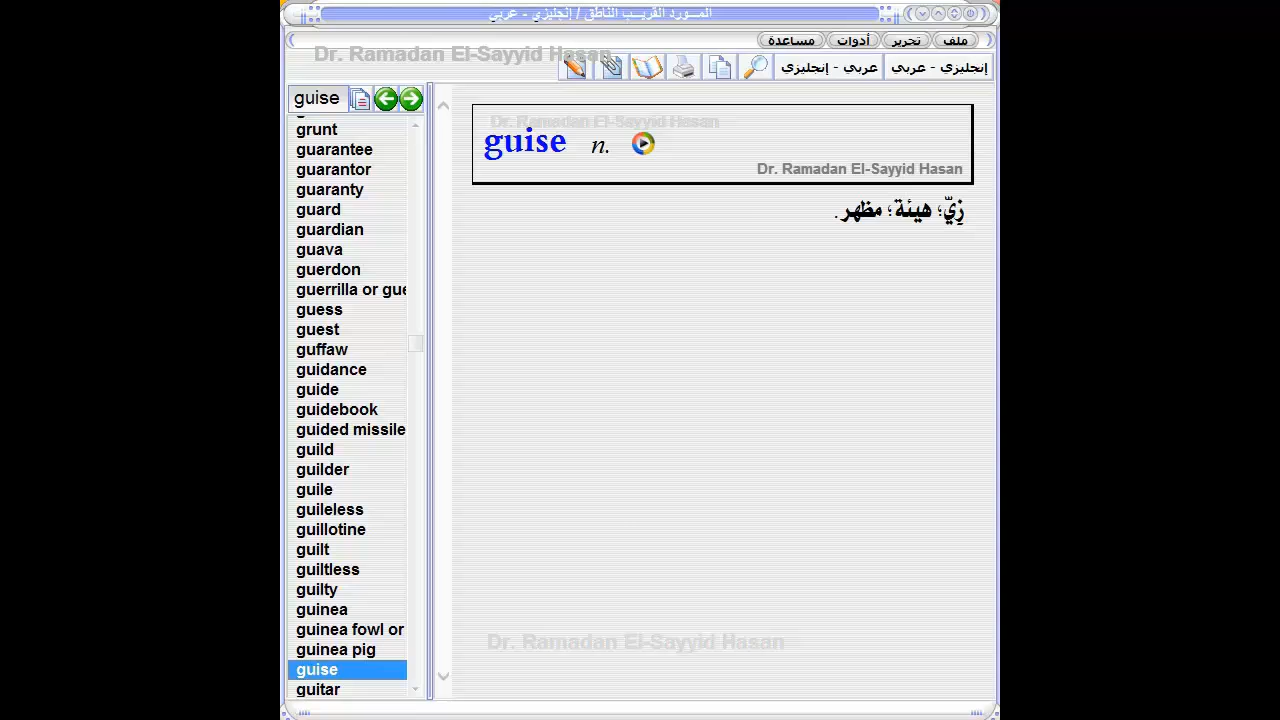 المـورد القريـب الناطق / إنجليزي - عربي
ملف تحرير أدوات مساعدة
Dr. Ramadan El-Sayyid Hasan
إنجليزي - عربي عربي - إنجليزي
guise
grunt
guarantee
guarantor
guaranty
guard
guardian
guava
guerdon
guerrilla or gue
guess
guest
guffaw
guidance
guide
guidebook
guided missile
guild
guilder
guile
guileless
guillotine
guilt
guiltless
guilty
guinea
guinea fowl or
guinea pig
guise
guitar
Dr. Ramadan El-Sayyid Hasan
guise n.
Dr. Ramadan El-Sayyid Hasan
زِيّ؛ هيئة؛ مظهر.
Dr. Ramadan El-Sayyid Hasan